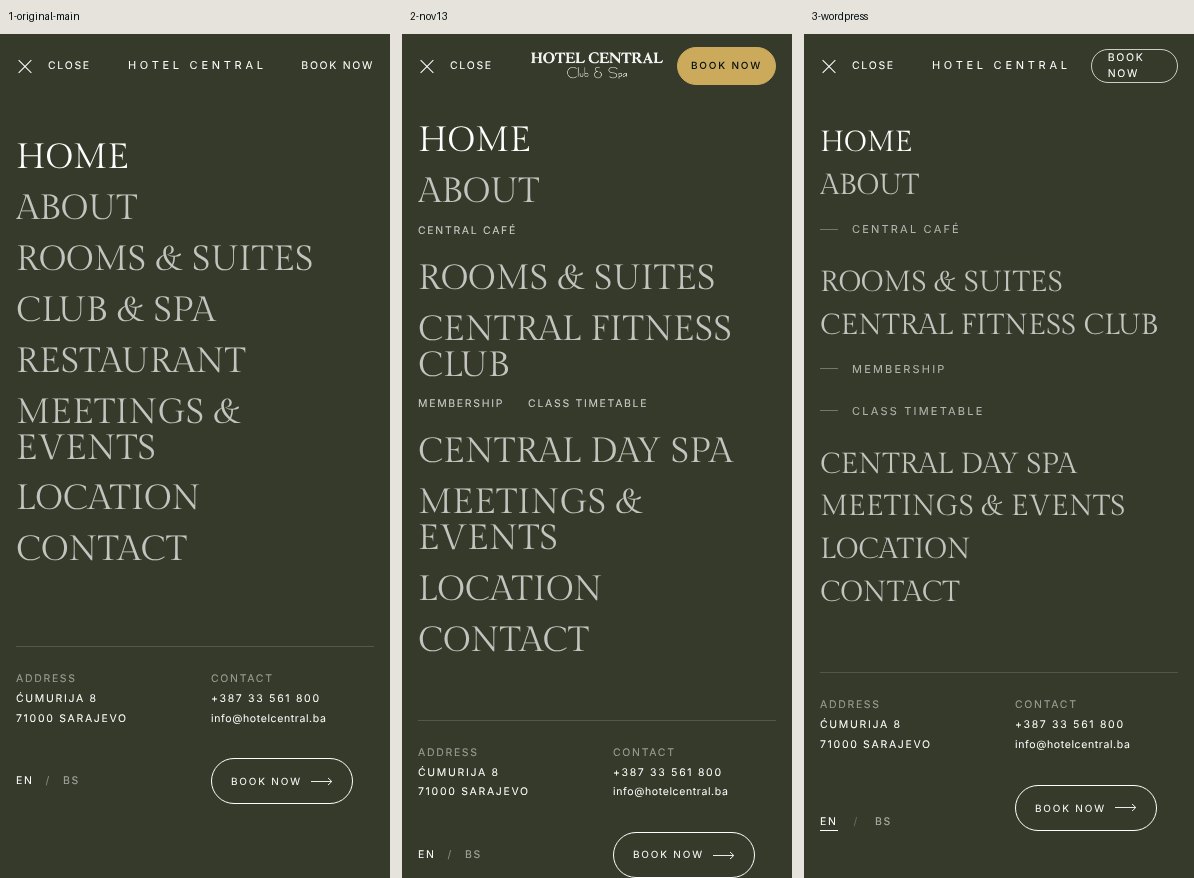 1-original-main
CLOSE
HOTEL CENTRAL
BOOK NOW
HOME
ABOUT
ROOMS & SUITES
CLUB & SPA
RESTAURANT
MEETINGS &
EVENTS
LOCATION
CONTACT
ADDRESS
ĆUMURIJA 8
71000 SARAJEVO
CONTACT
+387 33 561 800
info@hotelcentral.ba
EN / BS
BOOK NOW
2-nov13
CLOSE
HOTEL CENTRAL
Club & Spa
BOOK NOW
HOME
ABOUT
CENTRAL CAFÉ
ROOMS & SUITES
CENTRAL FITNESS
CLUB
MEMBERSHIP CLASS TIMETABLE
CENTRAL DAY SPA
MEETINGS &
EVENTS
LOCATION
CONTACT
ADDRESS
ĆUMURIJA 8
71000 SARAJEVO
CONTACT
+387 33 561 800
info@hotelcentral.ba
EN / BS
BOOK NOW
3-wordpress
CLOSE
HOTEL CENTRAL
BOOK
NOW
HOME
ABOUT
CENTRAL CAFÉ
ROOMS & SUITES
CENTRAL FITNESS CLUB
MEMBERSHIP
CLASS TIMETABLE
CENTRAL DAY SPA
MEETINGS & EVENTS
LOCATION
CONTACT
ADDRESS
ĆUMURIJA 8
71000 SARAJEVO
CONTACT
+387 33 561 800
info@hotelcentral.ba
EN / BS
BOOK NOW